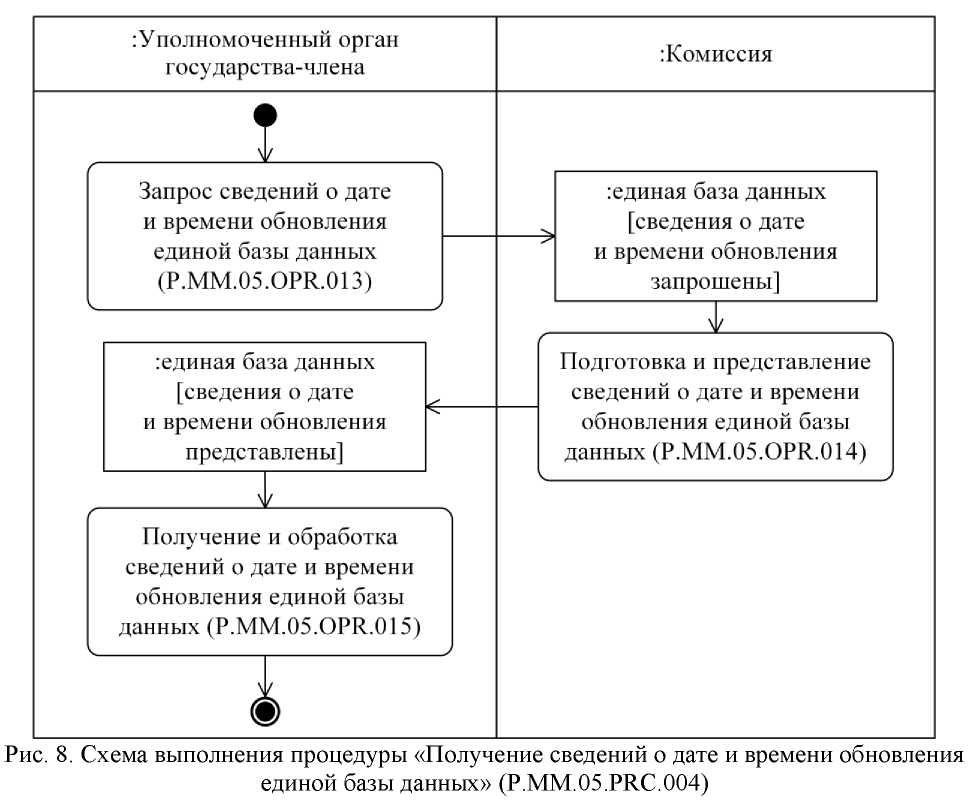 :Уполномоченный орган
государства-члена
:Комиссия
Запрос сведений о дате
и времени обновления
единой базы данных
(P.MM.05.OPR.013)
:единая база данных
[сведения о дате
и времени обновления
запрошены]
Подготовка и представление
сведений о дате и времени
обновления единой базы
данных (P.MM.05.OPR.014)
:единая база данных
[сведения о дате
и времени обновления
представлены]
Получение и обработка
сведений о дате и времени
обновления единой базы
данных (P.MM.05.OPR.015)
Рис. 8. Схема выполнения процедуры «Получение сведений о дате и времени обновления
единой базы данных» (P.MM.05.PRC.004)